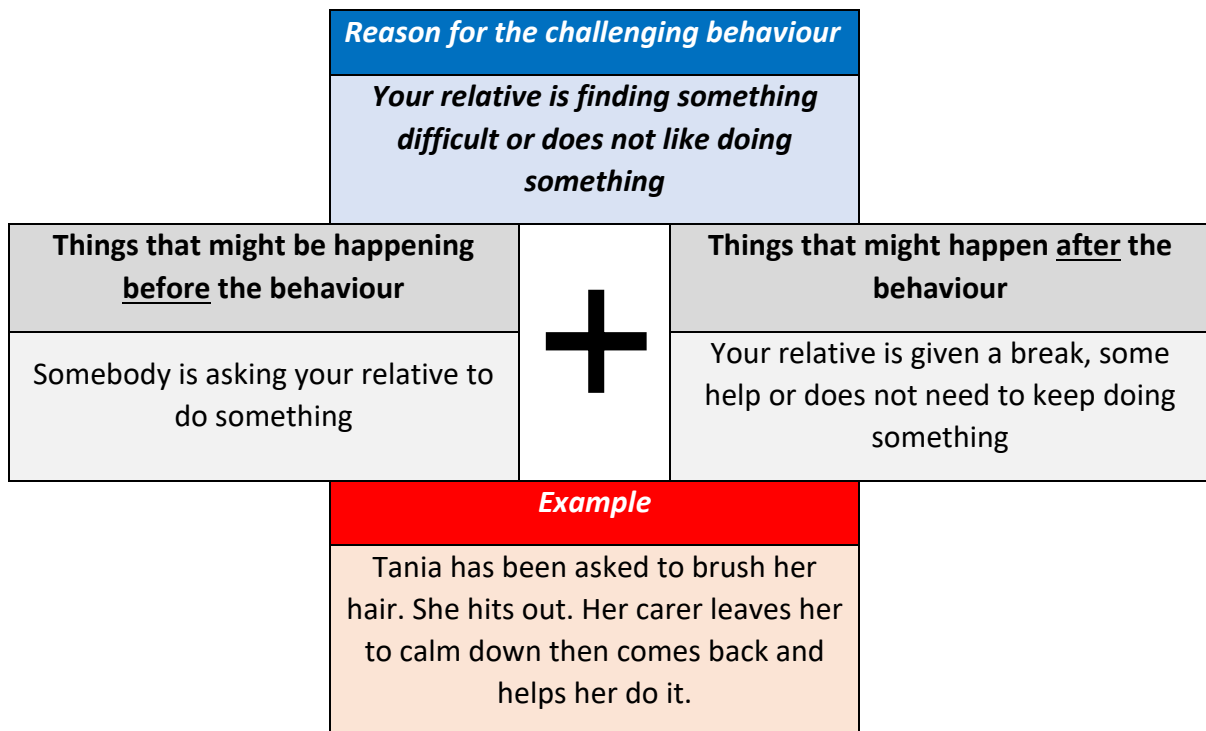 Reason for the challenging behaviour
Your relative is finding something
difficult or does not like doing
something
Things that might be happening
before the behaviour
Somebody is asking your relative to
do something
Things that might happen after the
behaviour
Your relative is given a break, some
help or does not need to keep doing
something
Example
Tania has been asked to brush her
hair. She hits out. Her carer leaves her
to calm down then comes back and
helps her do it.